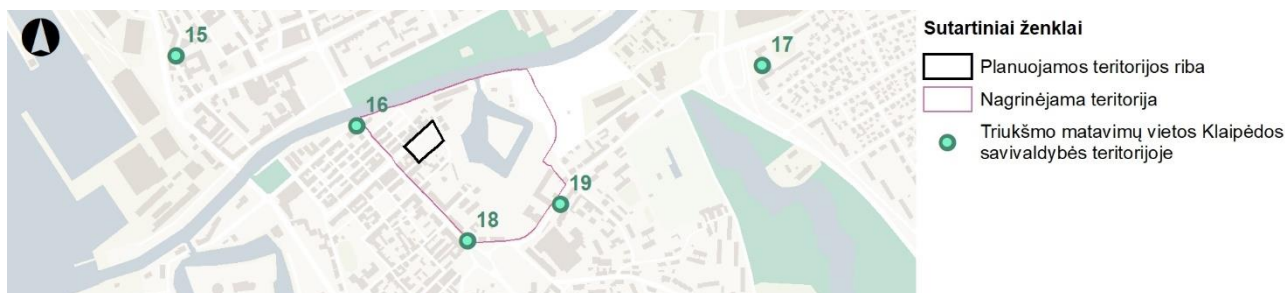 15
17
16
19
18
Sutartiniai ženklai
Planuojamos teritorijos riba
Nagrinėjama teritorija
Triukšmo matavimų vietos Klaipėdos
savivaldybės teritorijoje